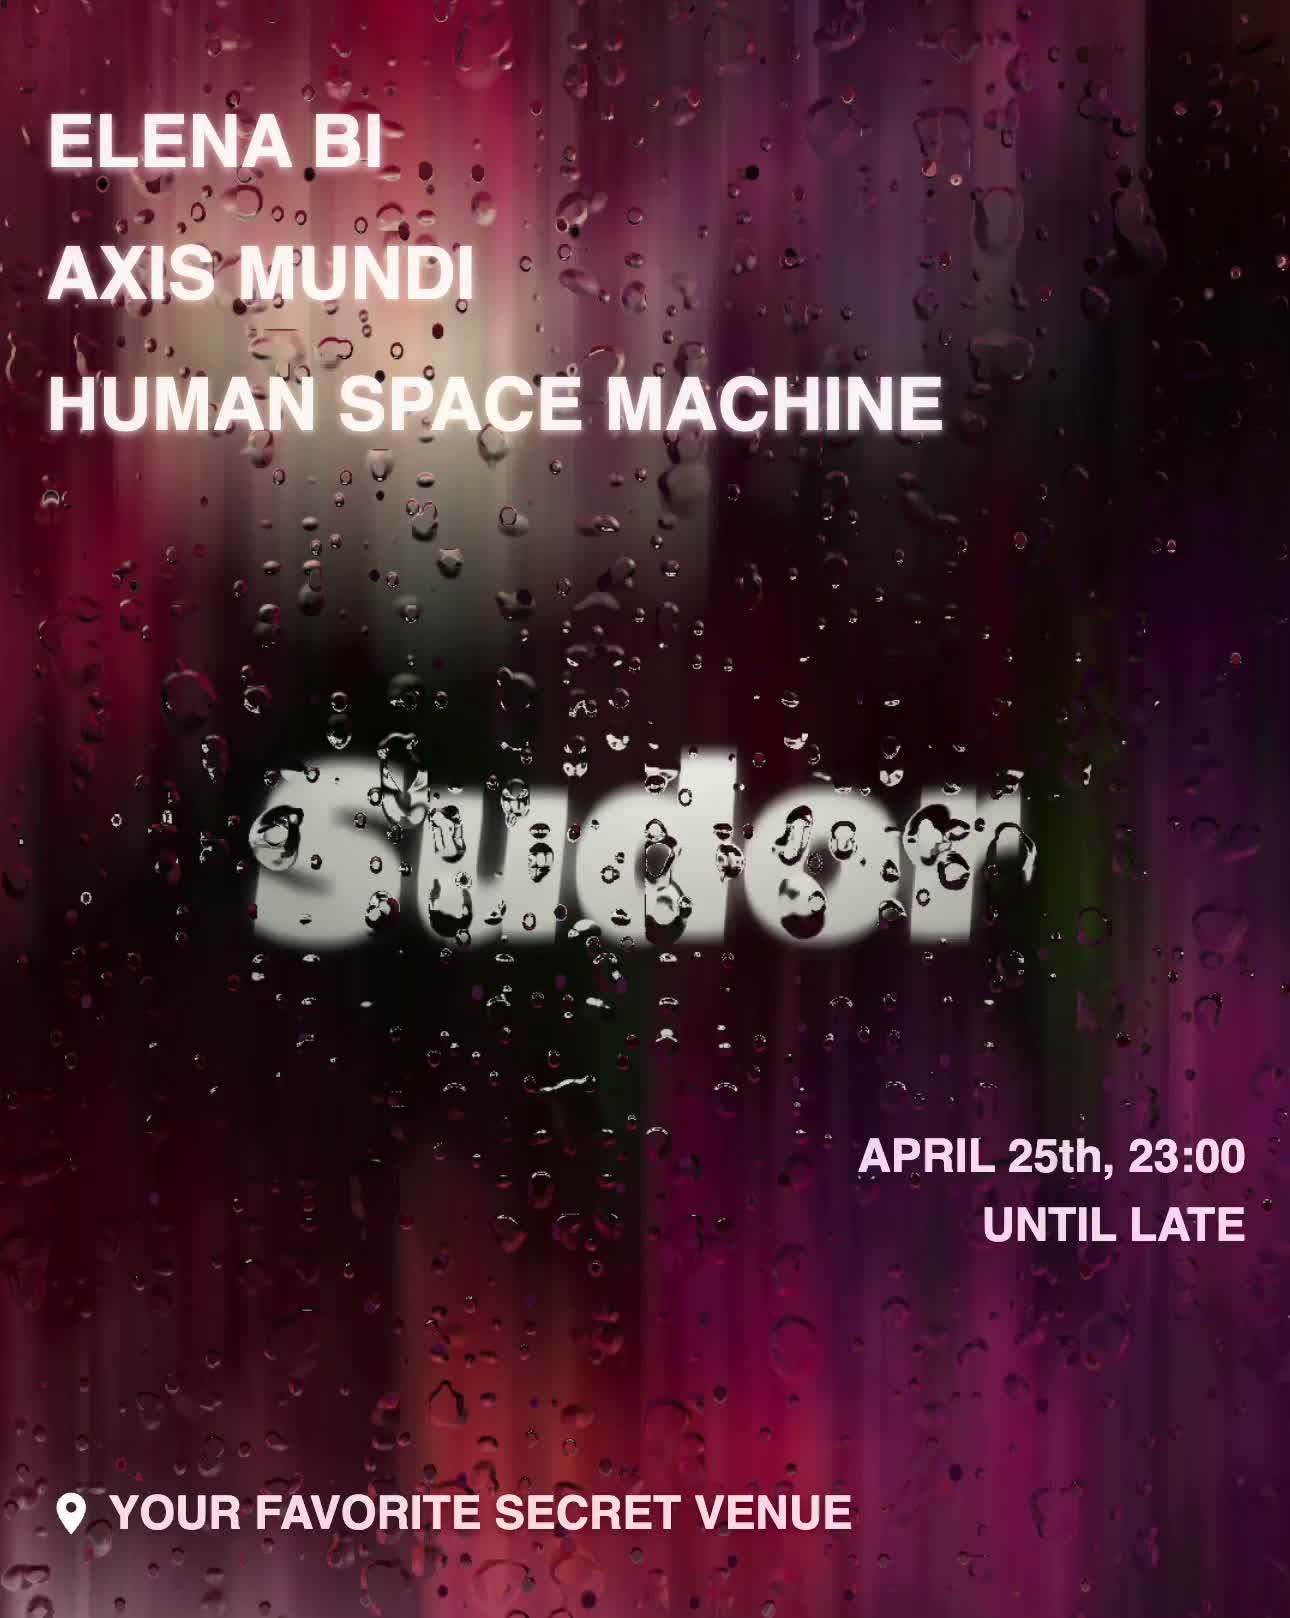 ELENA BI
AXIS MUNDI
HUMAN SPACE MACHINE
Sudor
APRIL 25th, 23:00
UNTIL LATE
YOUR FAVORITE SECRET VENUE